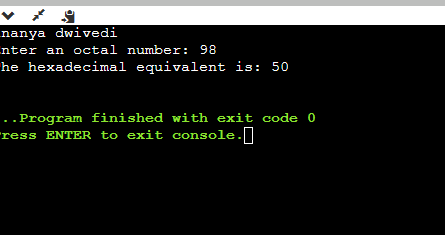 nanya dwivedi
nter an octal number: 98
he hexadecimal equivalent is: 50
..Program finished with exit code 0
ress ENTER to exit console.